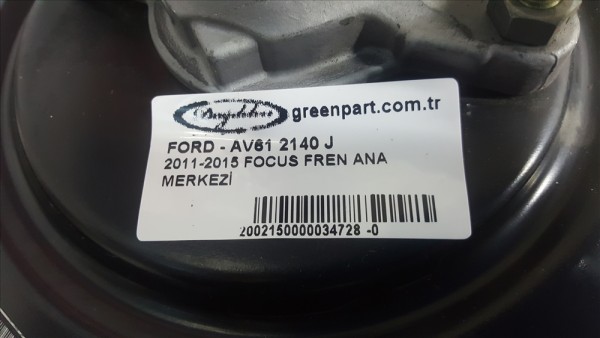 greenpart.com.tr
FORD - AV61 2140 J
2011-2015 FOCUS FREN ANA
MERKEZİ
2002150000034728 -0